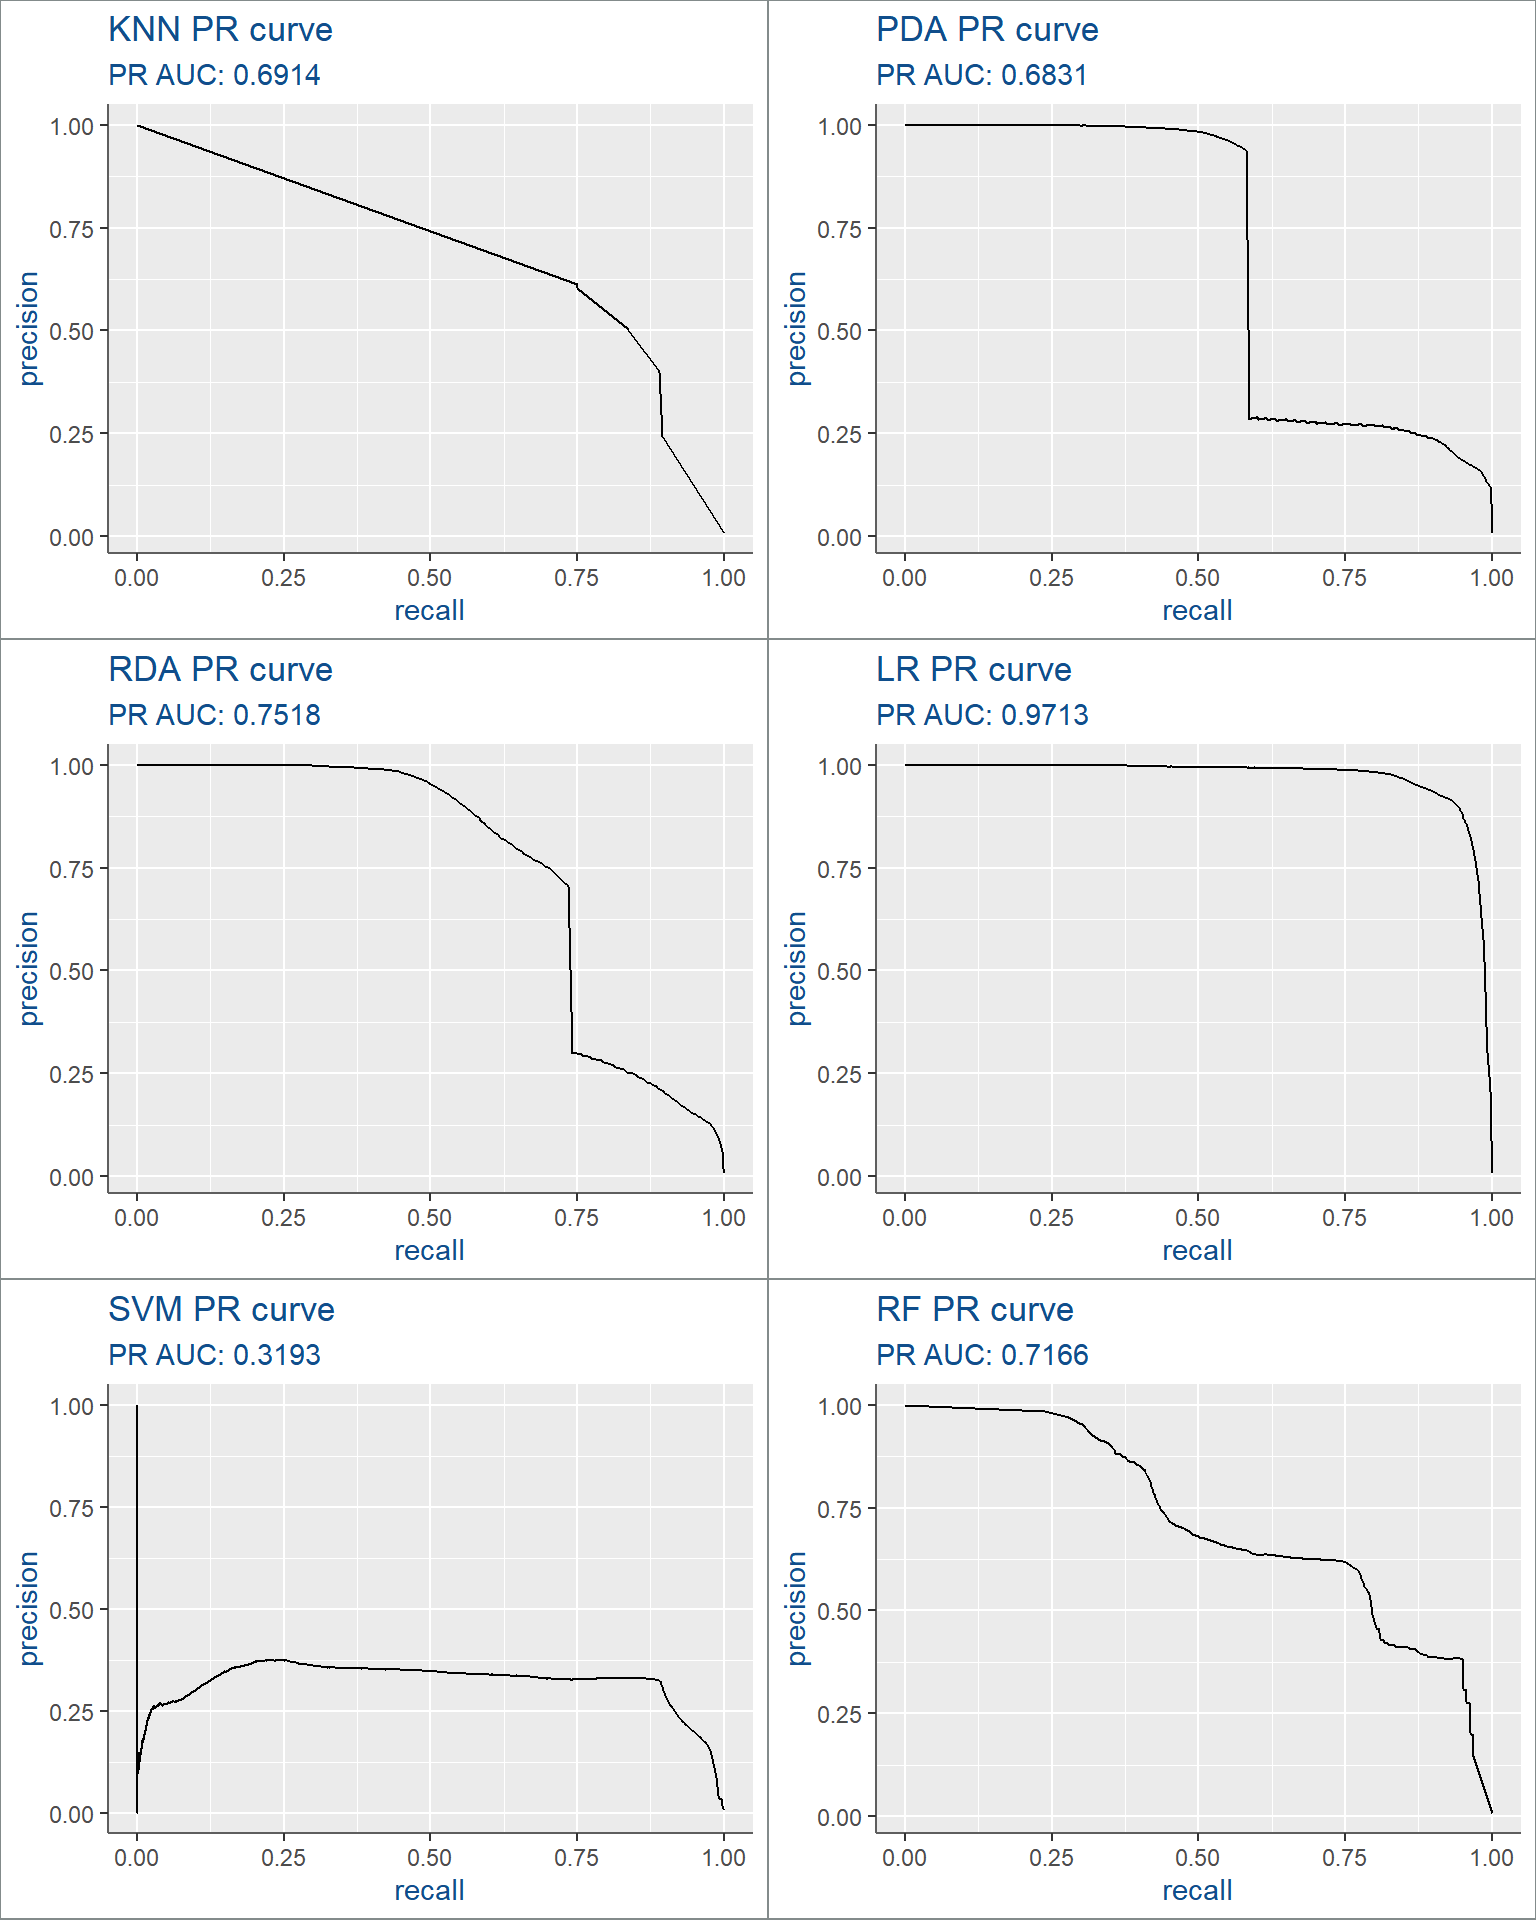 KNN PR curve
PR AUC: 0.6914
1.00
0.75
0.50
0.25
0.00
precision
0.00 0.25 0.50 0.75 1.00
recall
PDA PR curve
PR AUC: 0.6831
1.00
0.75
0.50
0.25
0.00
precision
0.00 0.25 0.50 0.75 1.00
recall
RDA PR curve
PR AUC: 0.7518
1.00
0.75
0.50
0.25
0.00
precision
0.00 0.25 0.50 0.75 1.00
recall
LR PR curve
PR AUC: 0.9713
1.00
0.75
0.50
0.25
0.00
precision
0.00 0.25 0.50 0.75 1.00
recall
SVM PR curve
PR AUC: 0.3193
1.00
0.75
0.50
0.25
0.00
precision
0.00 0.25 0.50 0.75 1.00
recall
RF PR curve
PR AUC: 0.7166
1.00
0.75
0.50
0.25
0.00
precision
0.00 0.25 0.50 0.75 1.00
recall